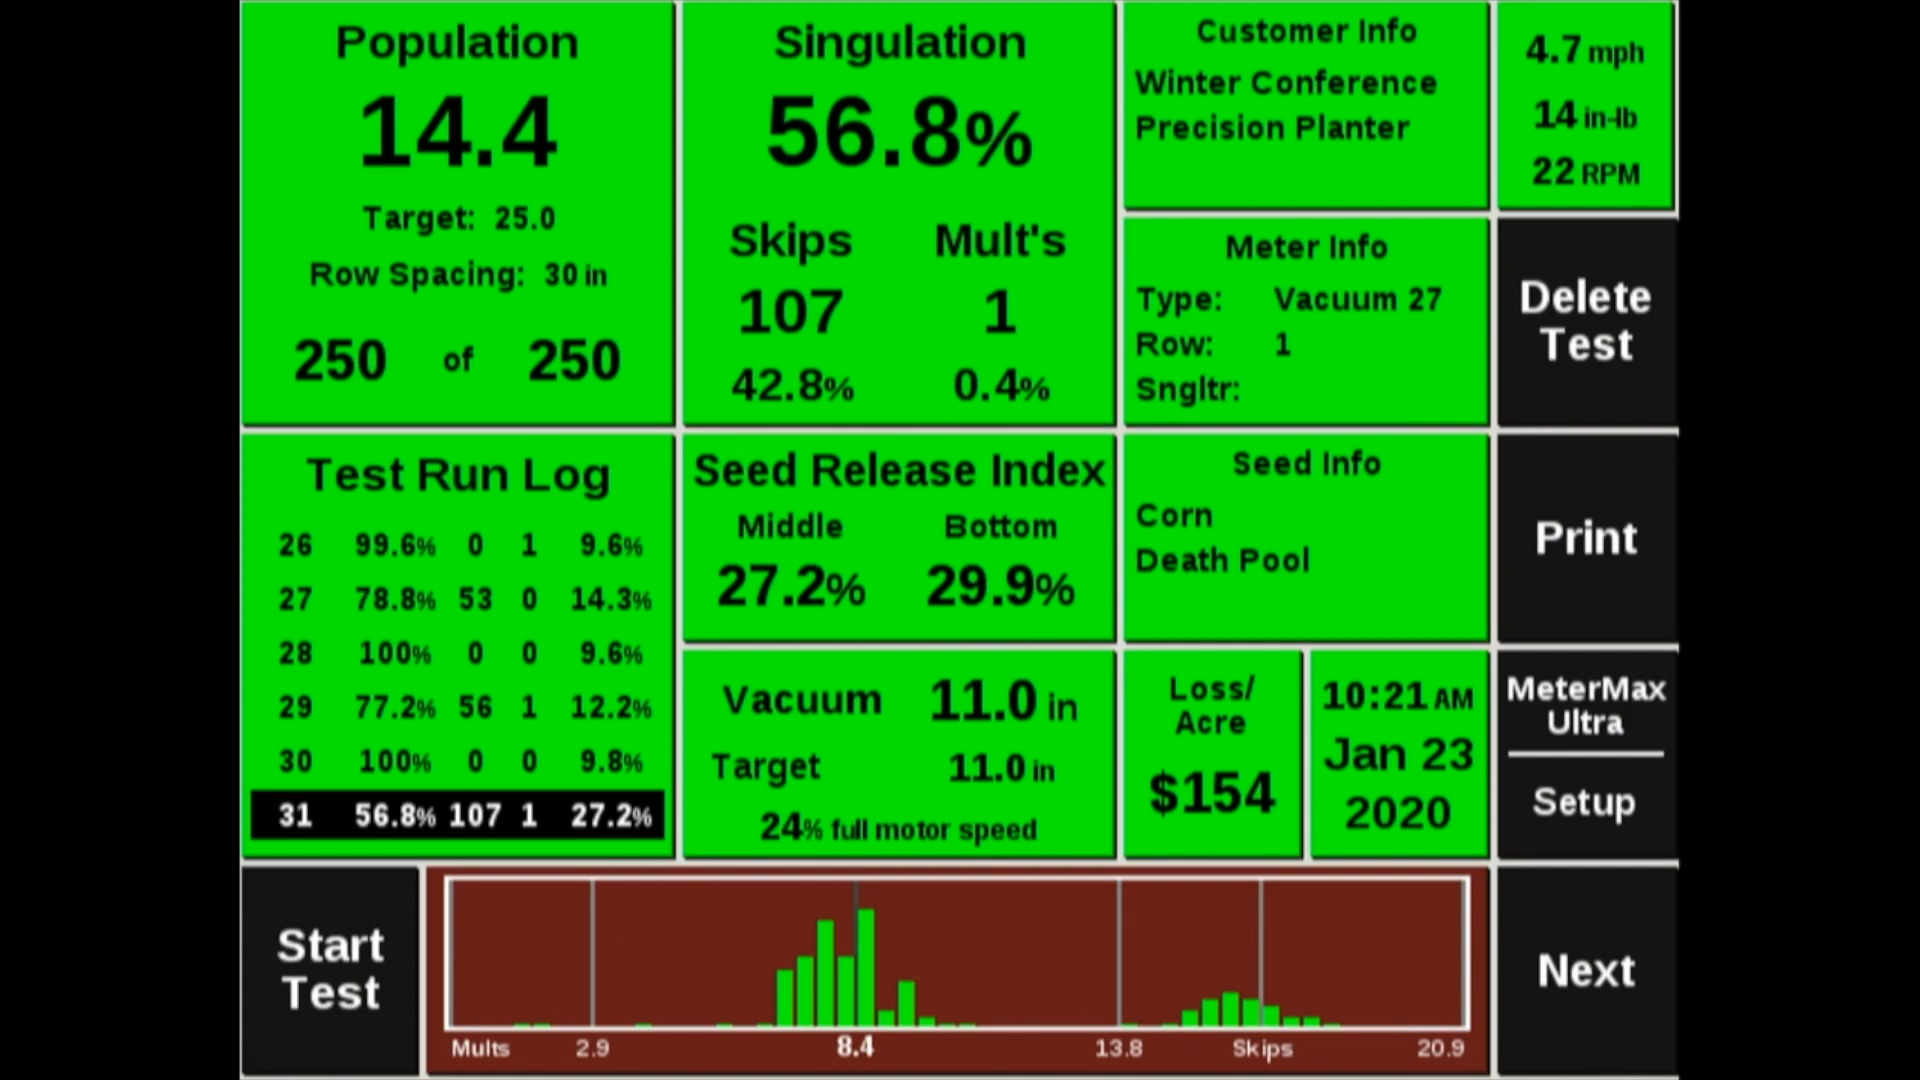 Population
14.4
Target: 25.0
Row Spacing: 30 in
250 of 250
Singulation
56.8%
Skips Mult's
107 1
42.8% 0.4%
Customer Info
Winter Conference
Precision Planter
4.7 mph
14 in-lb
22 RPM
Meter Info
Type: Vacuum 27
Row: 1
Sngltr:
Delete
Test
Test Run Log
26 99.6% 0 1 9.6%
27 78.8% 53 0 14.3%
28 100% 0 0 9.6%
29 77.2% 56 1 12.2%
30 100% 0 0 9.8%
31 56.8% 107 1 27.2%
Seed Release Index
Middle Bottom
27.2% 29.9%
Seed Info
Corn
Death Pool
Print
Vacuum 11.0 in
Target 11.0 in
24% full motor speed
Loss/
Acre
$154
10:21 AM
Jan 23
2020
MeterMax
Ultra
Setup
Start
Test
Mults 2.9 8.4 13.8 Skips 20.9
Next